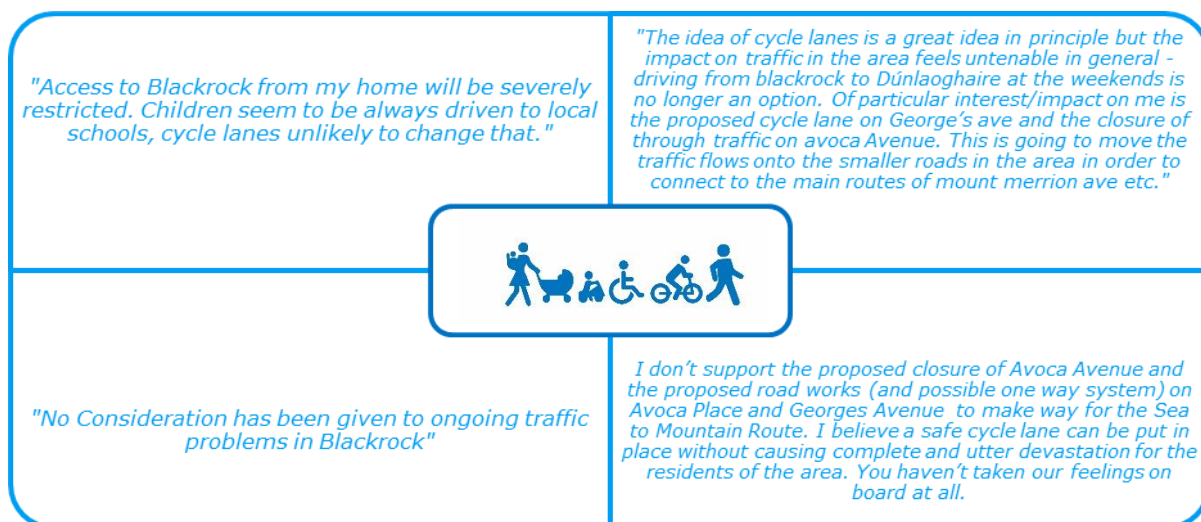 "Access to Blackrock from my home will be severely
restricted. Children seem to be always driven to local
schools, cycle lanes unlikely to change that."
"The idea of cycle lanes is a great idea in principle but the
impact on traffic in the area feels untenable in general -
driving from blackrock to Dúnlaoghaire at the weekends is
no longer an option. Of particular interest/impact on me is
the proposed cycle lane on George's ave and the closure of
through traffic on avoca Avenue. This is going to move the
traffic flows onto the smaller roads in the area in order to
connect to the main routes of mount merrion ave etc."
"No Consideration has been given to ongoing traffic
problems in Blackrock"
I don't support the proposed closure of Avoca Avenue and
the proposed road works (and possible one way system) on
Avoca Place and Georges Avenue  to make way for the Sea
to Mountain Route. I believe a safe cycle lane can be put in
place without causing complete and utter devastation for the
residents of the area. You haven't taken our feelings on
board at all.